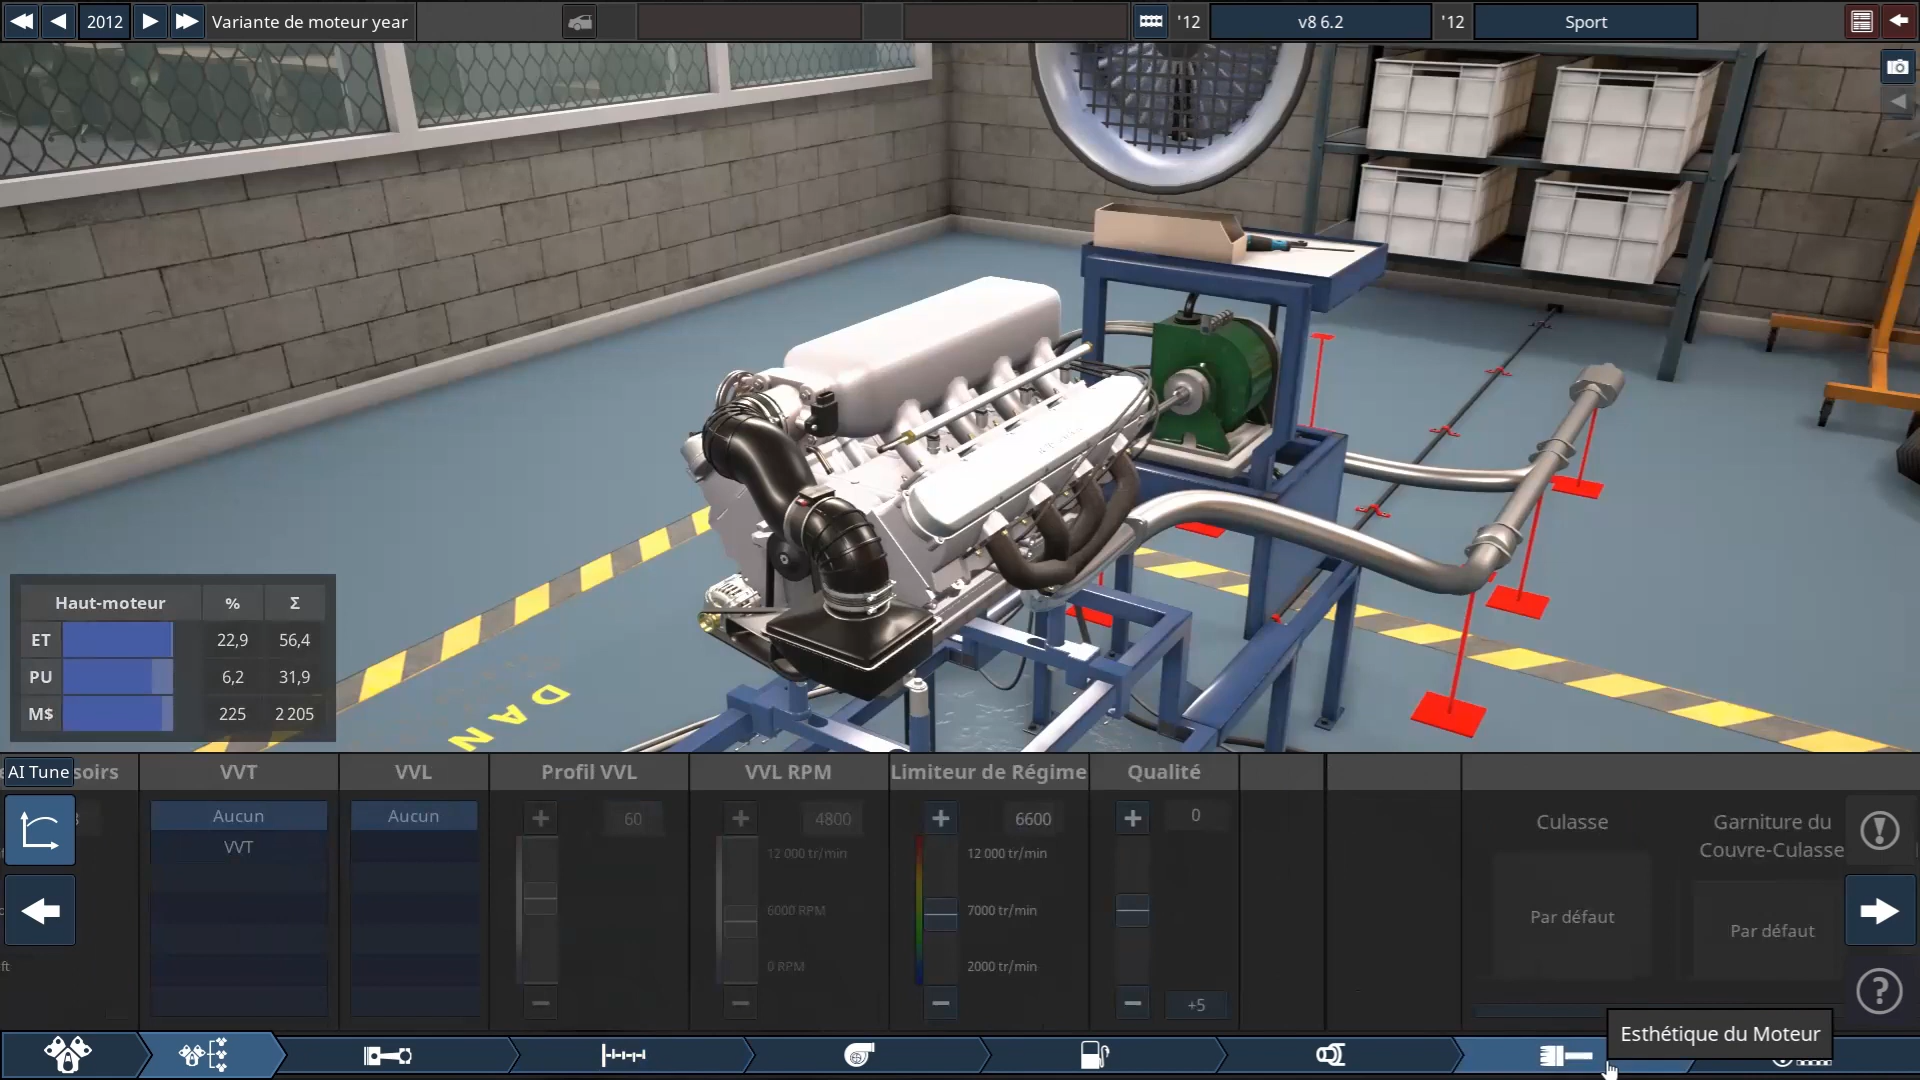 2012
Variante de moteur year
'12
v8 6.2
'12
Sport
Haut-moteur % Σ
ET 22,9 56,4
PU 6,2 31,9
M$ 225 2 205
AI Tune
soirs
VVT
VVL
Profil VVL
VVL RPM
Limiteur de Régime
Qualité
Aucun
VVT
Aucun
60
4800
12 000 tr/min
6000 RPM
0 RPM
6600
12 000 tr/min
7000 tr/min
2000 tr/min
0
+5
Culasse
Par défaut
Garniture du
Couvre-Culasse
Par défaut
ft
Esthétique du Moteur
DAN